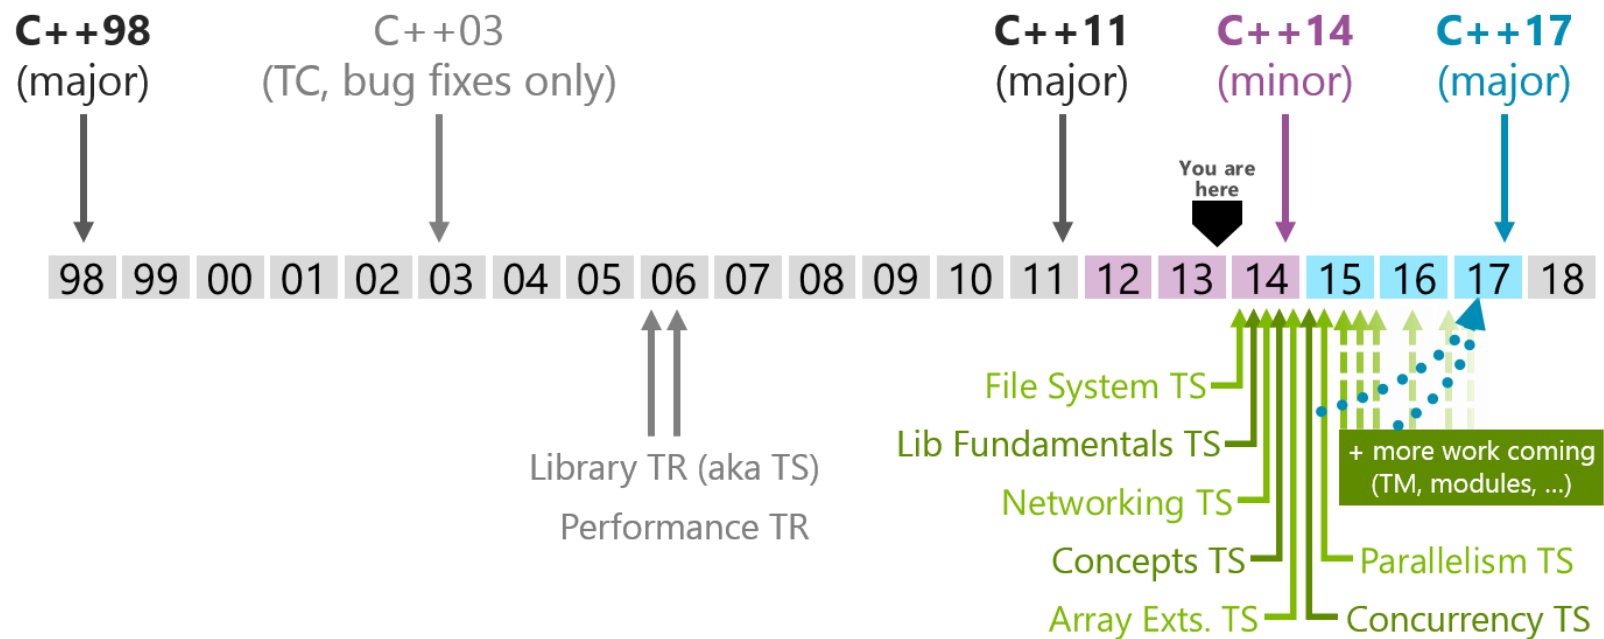 C++98
(major)
C++03
(TC, bug fixes only)
C++11
(major)
C++14
(minor)
C++17
(major)
You are
here
98 99 00 01 02 03 04 05 06 07 08 09 10 11 12 13 14 15 16 17 18
Library TR (aka TS)
Performance TR
File System TS
Lib Fundamentals TS
Networking TS
Concepts TS
Array Exts. TS
+ more work coming
(TM, modules, ...)
Parallelism TS
Concurrency TS